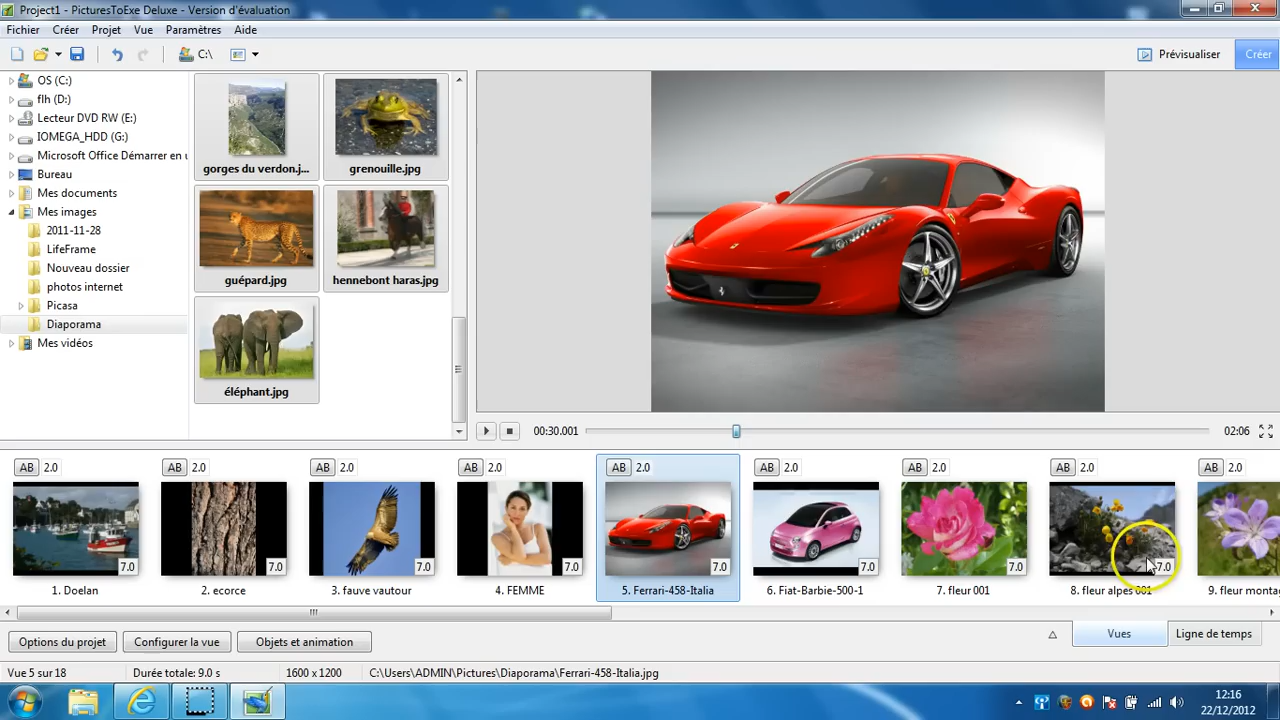 Project1 - PicturesToExe Deluxe - Version d'évaluation
Fichier Créer Projet Vue Paramètres Aide
C:\
Prévisualiser
Créer
OS (C:)
flh (D:)
Lecteur DVD RW (E:)
IOMEGA_HDD (G:)
Microsoft Office Démarrer en u
Bureau
Mes documents
Mes images
2011-11-28
LifeFrame
Nouveau dossier
photos internet
Picasa
Diaporama
Mes vidéos
gorges du verdon.j...
grenouille.jpg
guépard.jpg
hennebont haras.jpg
éléphant.jpg
00:30.001
02:06
AB 2.0 AB 2.0 AB 2.0 AB 2.0 AB 2.0 AB 2.0 AB 2.0 AB 2.0 AB 2.0
7.0 7.0 7.0 7.0 7.0 7.0 7.0 7.0
1. Doelan
2. ecorce
3. fauve vautour
4. FEMME
5. Ferrari-458-Italia
6. Fiat-Barbie-500-1
7. fleur 001
8. fleur alpes 001
9. fleur montag
Options du projet
Configurer la vue
Objets et animation
Vues
Ligne de temps
Vue 5 sur 18
Durée totale: 9.0 s
1600 x 1200
C:\Users\ADMIN\Pictures\Diaporama\Ferrari-458-Italia.jpg
12:16
22/12/2012